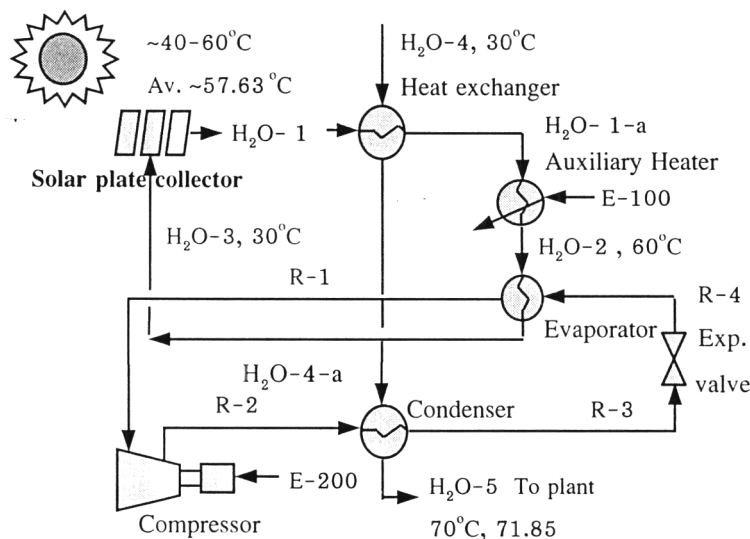 ~40-60°C
H₂O-4, 30°C
Av. ~57.63°C
Heat exchanger
H₂O- 1
H₂O- 1-a
Auxiliary Heater
Solar plate collector
E-100
H₂O-3, 30°C
H₂O-2 , 60°C
R-1
R-4
Evaporator
Exp.
valve
H₂O-4-a
R-2
Condenser
R-3
E-200
H₂O-5 To plant
70°C, 71.85
Compressor